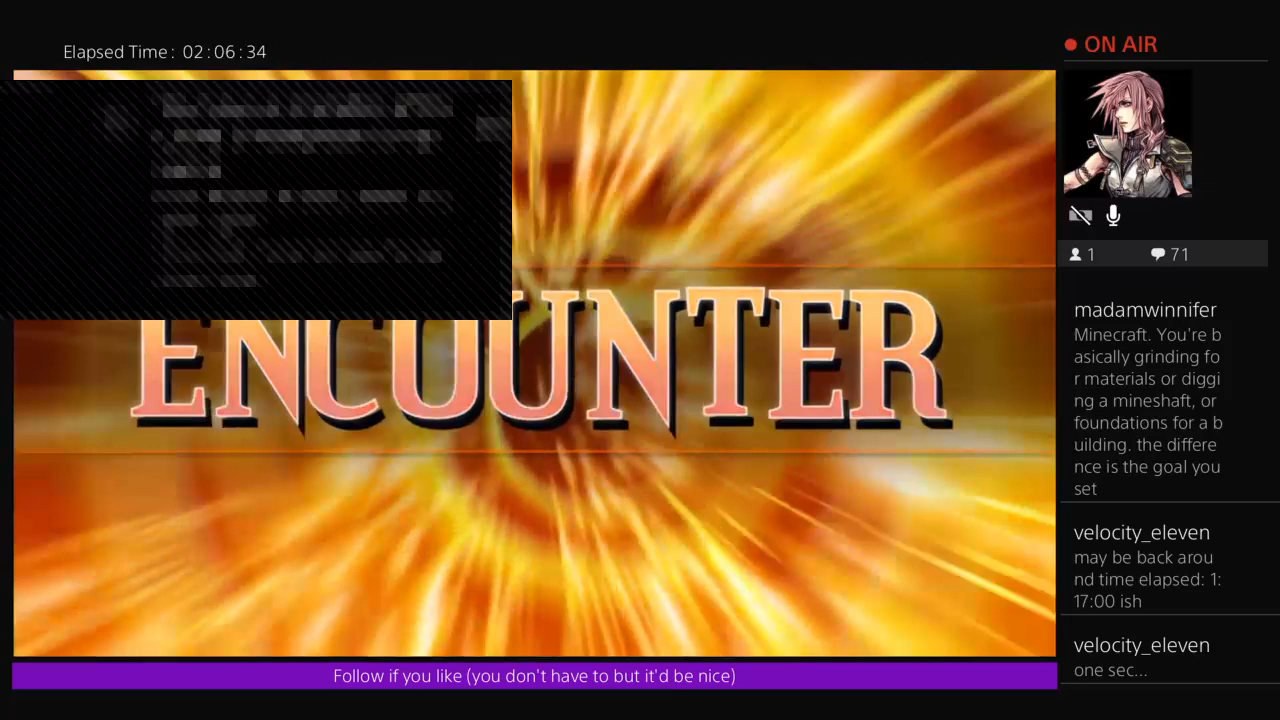 Elapsed Time: 02:06:34
ON AIR
1 71
ENCOUNTER
madamwinnifer
Minecraft. You're b
asically grinding fo
r materials or diggi
ng a mineshaft, or
foundations for a b
uilding. the differe
nce is the goal you
set
velocity_eleven
may be back arou
nd time elapsed: 1:
17:00 ish
velocity_eleven
one sec...
Follow if you like (you don't have to but it'd be nice)